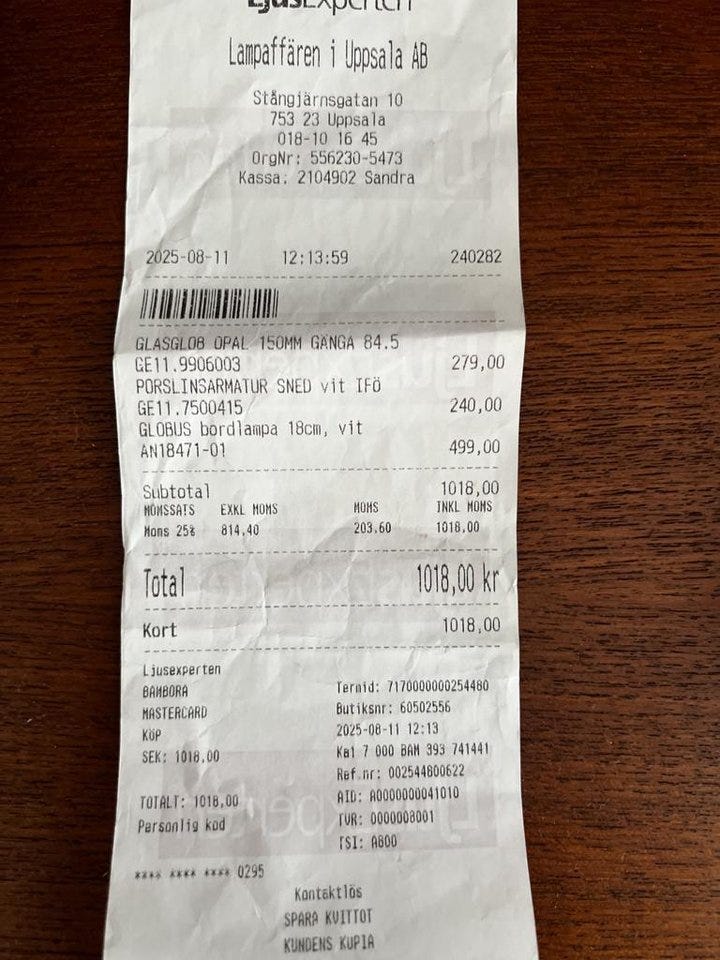 LjusExperten
Lampaffären i Uppsala AB
Stångjärnsgatan 10
753 23 Uppsala
018-10 16 45
OrgNr: 556230-5473
Kassa: 2104902 Sandra
2025-08-11 12:13:59 240282
GLASGLOB OPAL 150MM GÄNGA 84.5
GE11.9906003 279,00
PORSLINSARMATUR SNED vit IFÖ
GE11.7500415 240,00
GLOBUS bordlampa 18cm, vit
AN18471-01 499,00
Subtotal 1018,00
MOMSSATS EXKL MOMS MOMS INKL MOMS
Moms 25% 814,40 203.60 1018,00
Total 1018,00 kr
Kort 1018,00
Ljusexperten
BAMBORA Termid: 7170000000254480
MASTERCARD Butiksnr: 60502556
KÖP 2025-08-11 12:13
SEK: 1018,00 Ka1 7 000 BAM 393 741441
Ref.nr: 002544800622
TOTALT: 1018,00 AID: A0000000041010
Personlig kod TVR: 0000008001
TSI: A800
**** **** **** 0295
Kontaktlös
SPARA KVITTOT
KUNDENS KOPIA